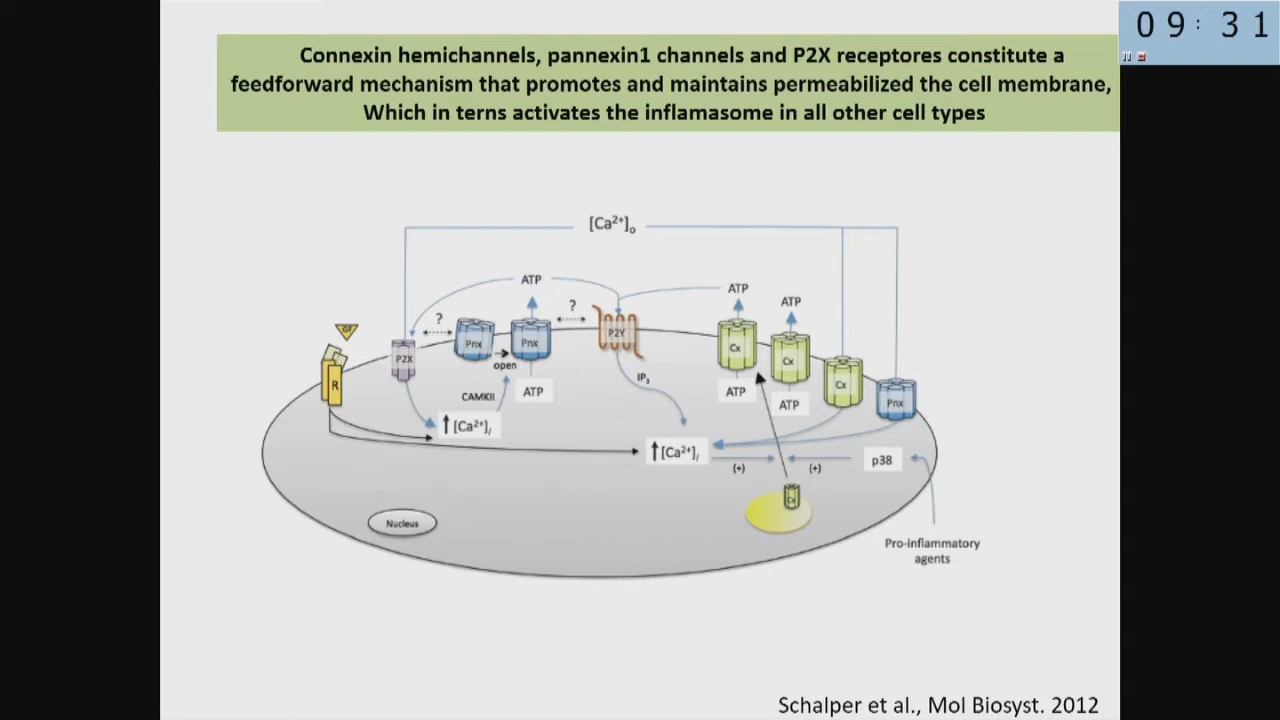 09:31
Connexin hemichannels, pannexin1 channels and P2X receptores constitute a
feedforward mechanism that promotes and maintains permeabilized the cell membrane,
Which in terns activates the inflamasome in all other cell types
[Ca²⁺]ₒ
ATP
ATP
ATP
?
?
GF
R
P2X
Pnx
open
Pnx
P2Y
Cx
Cx
Cx
Pnx
ATP
ATP
ATP
IP₃
CAMKII
[Ca²⁺]ᵢ
[Ca²⁺]ᵢ
(+)
(+)
p38
Cx
Nucleus
Pro-inflammatory
agents
Schalper et al., Mol Biosyst. 2012